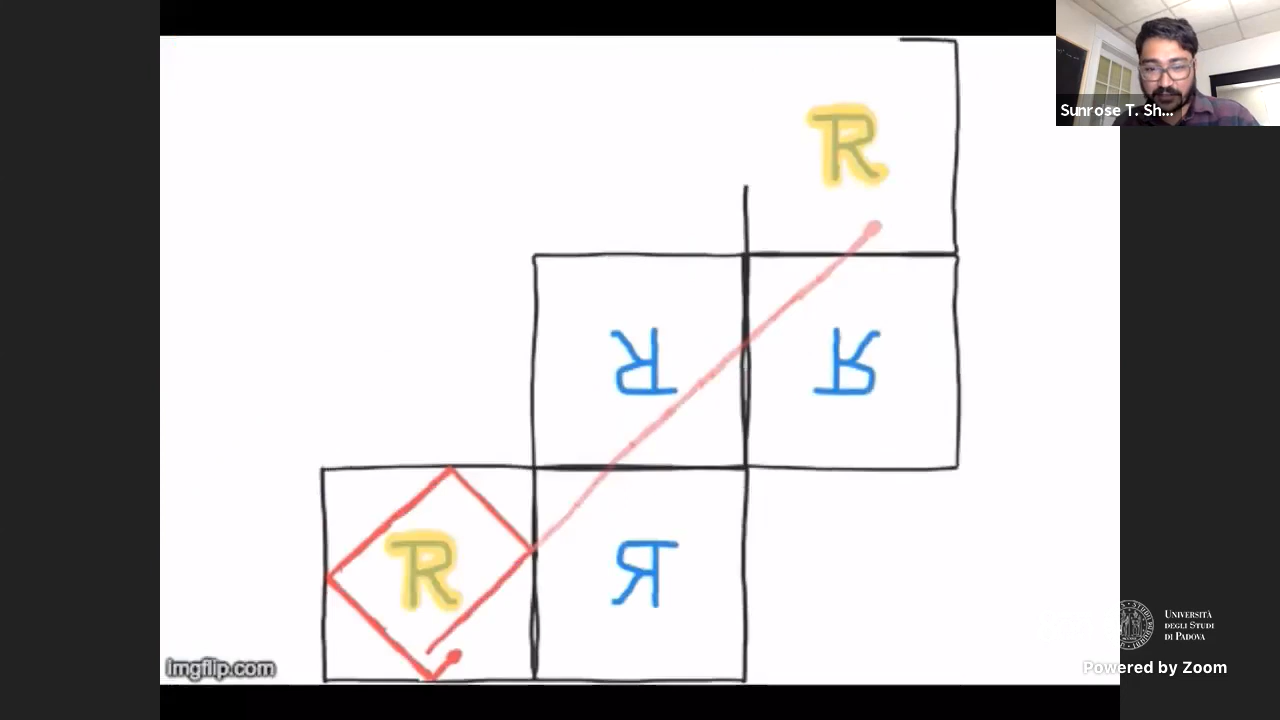 Sunrose T. Sh...
R
R
R
R
R
UNIVERSITÀ
DEGLI STUDI
DI PADOVA
imgflip.com
Powered by Zoom